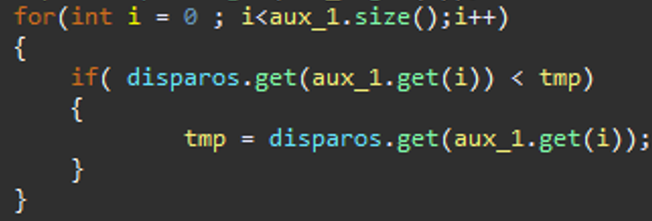 for(int i = 0 ; i<aux_1.size();i++)
{
if( disparos.get(aux_1.get(i)) < tmp)
{
tmp = disparos.get(aux_1.get(i));
}
}